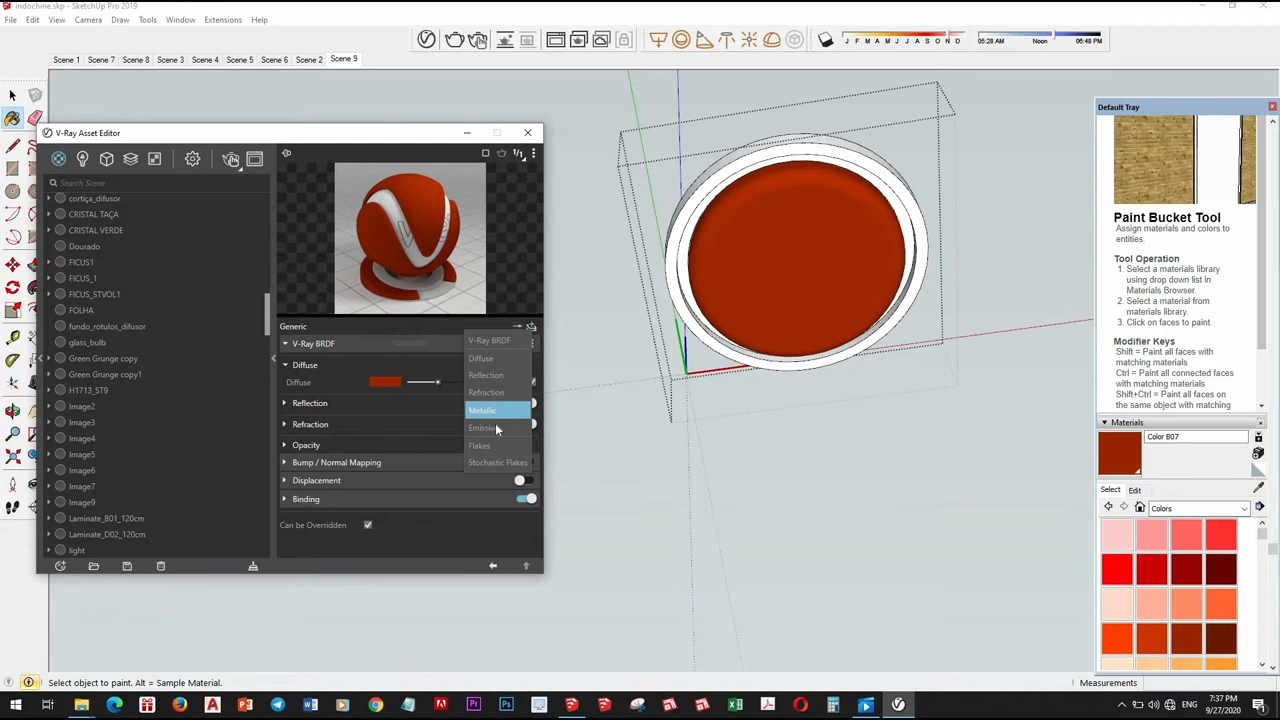 indochine.skp - SketchUp Pro 2019
File Edit View Camera Draw Tools Window Extensions Help
J F M A M J J A S O N D
05:28 AM Noon 06:48 PM
Scene 1 Scene 7 Scene 8 Scene 3 Scene 4 Scene 5 Scene 6 Scene 2 Scene 9
V-Ray Asset Editor
1/1
Search Scene
cortiça_difusor
CRISTAL TAÇA
CRISTAL VERDE
Dourado
FICUS1
FICUS_1
FICUS_STVOL1
FOLHA
fundo_rotulos_difusor
glass_bulb
Green Grunge copy
Green Grunge copy1
H1713_ST9
Image2
Image3
Image4
Image5
Image6
Image7
Image9
Laminate_B01_120cm
Laminate_D02_120cm
light
Generic
V-Ray BRDF
Diffuse
Diffuse
Reflection
Refraction
Opacity
Bump / Normal Mapping
Displacement
Binding
Can be Overridden
V-Ray BRDF
Diffuse
Reflection
Refraction
Metallic
Emissive
Flakes
Stochastic Flakes
Default Tray
Paint Bucket Tool
Assign materials and colors to
entities.
Tool Operation
1. Select a materials library
using drop down list in
Materials Browser.
2. Select a material from
materials library.
3. Click on faces to paint.
Modifier Keys
Shift = Paint all faces with
matching materials
Ctrl = Paint all connected
faces with matching materials
Shift+Ctrl = Paint all faces
on the same object with
Materials
Color B07
Select Edit
Colors
Select object to paint. Alt = Sample Material.
Measurements
ENG
7:37 PM
9/27/2020